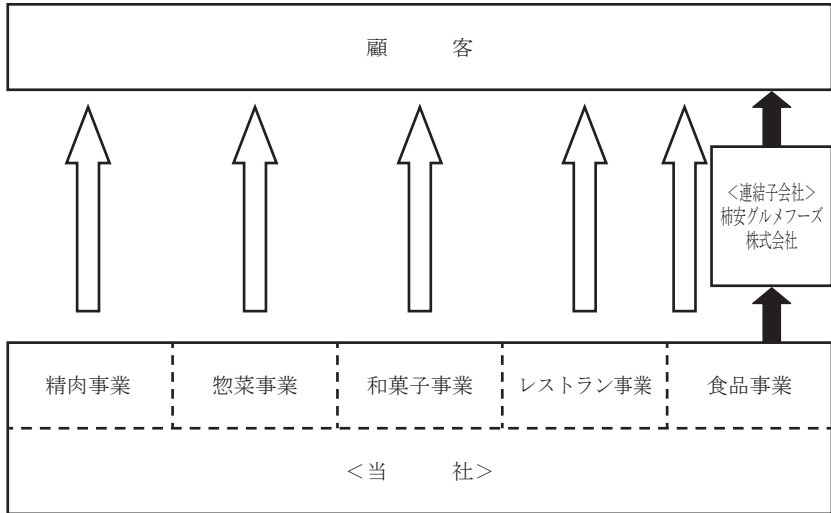 顧　　客
＜連結子会社＞
柿安グルメフーズ
株式会社
精肉事業
惣菜事業
和菓子事業
レストラン事業
食品事業
＜当　　社＞